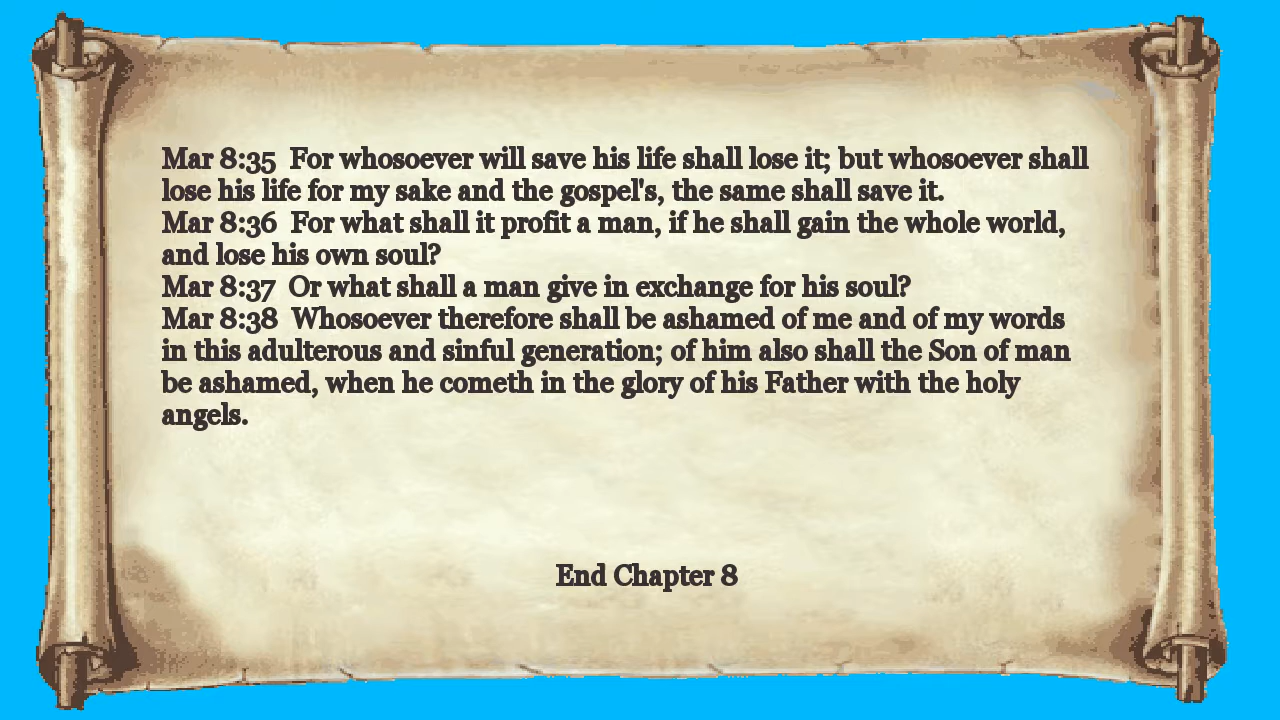 Mar 8:35  For whosoever will save his life shall lose it; but whosoever shall
lose his life for my sake and the gospel's, the same shall save it.
Mar 8:36  For what shall it profit a man, if he shall gain the whole world,
and lose his own soul?
Mar 8:37  Or what shall a man give in exchange for his soul?
Mar 8:38  Whosoever therefore shall be ashamed of me and of my words
in this adulterous and sinful generation; of him also shall the Son of man
be ashamed, when he cometh in the glory of his Father with the holy
angels.
End Chapter 8